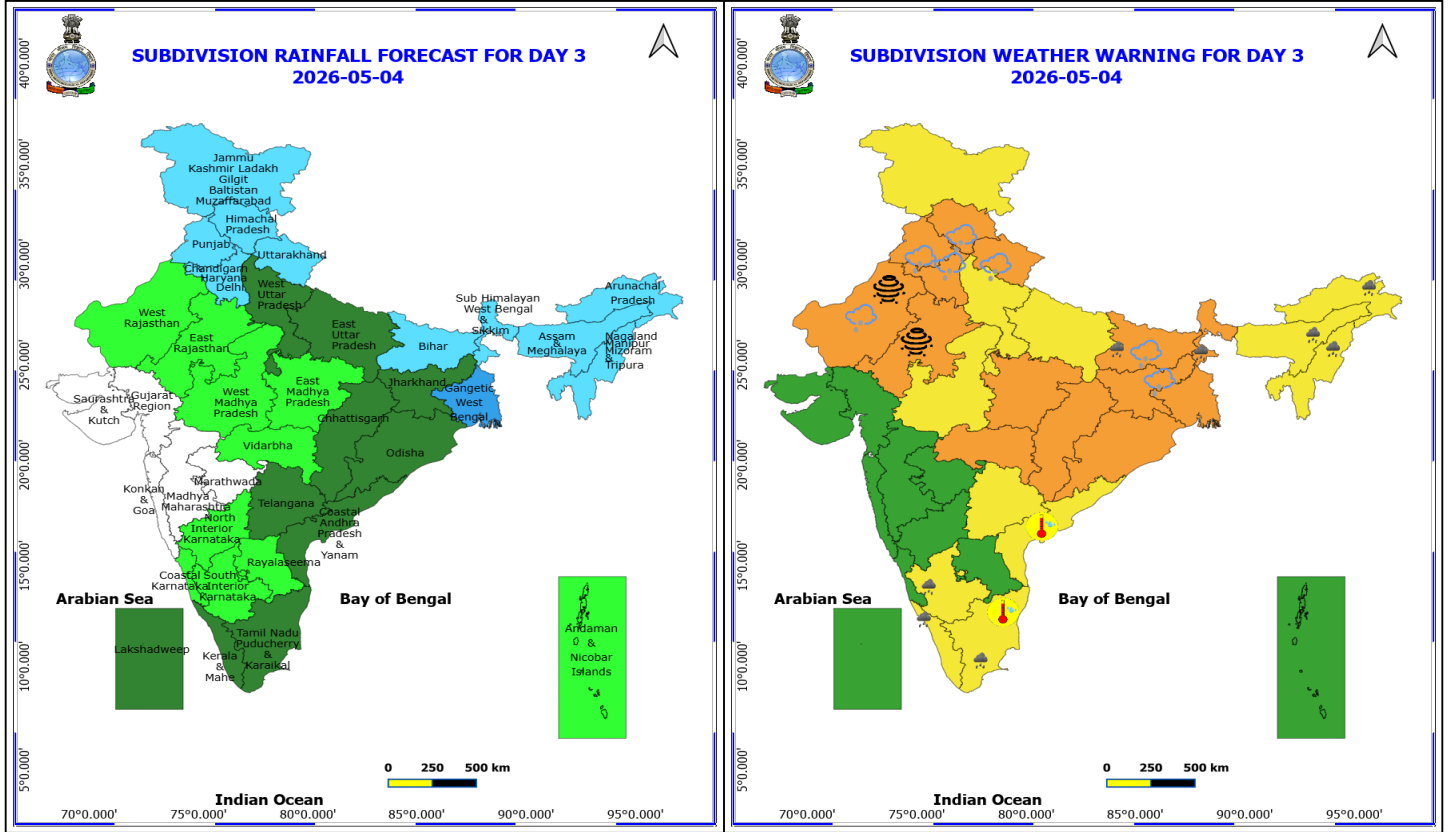 SUBDIVISION RAINFALL FORECAST FOR DAY 3
2026-05-04
40°0.000'
35°0.000'
30°0.000'
25°0.000'
20°0.000'
15°0.000'
10°0.000'
5°0.000'
Jammu
Kashmir Ladakh
Gilgit
Baltistan
Muzaffarabad
Himachal
Pradesh
Punjab
Uttarakhand
Chandigarh
Haryana
Delhi
West
Uttar
Pradesh
West
Rajasthan
East
Rajasthan
East
Uttar
Pradesh
Bihar
Sub Himalayan
West Bengal
&
Sikkim
Arunachal
Pradesh
Assam
&
Meghalaya
Nagaland
Manipur
Mizoram
&
Tripura
Saurashtra
&
Kutch
Gujarat
Region
West
Madhya
Pradesh
East
Madhya
Pradesh
Jharkhand
Gangetic
West
Bengal
Chhattisgarh
Vidarbha
Odisha
Konkan
&
Goa
Madhya
Maharashtra
Marathwada
Telangana
North
Interior
Karnataka
Coastal
Andhra
Pradesh
&
Yanam
Rayalaseema
Coastal
Karnataka
South
Interior
Karnataka
Arabian Sea
Bay of Bengal
Lakshadweep
Kerala
&
Mahe
Tamil Nadu
Puducherry
&
Karaikal
Andaman
&
Nicobar
Islands
0 250 500 km
Indian Ocean
70°0.000' 75°0.000' 80°0.000' 85°0.000' 90°0.000' 95°0.000'
SUBDIVISION WEATHER WARNING FOR DAY 3
2026-05-04
40°0.000'
35°0.000'
30°0.000'
25°0.000'
20°0.000'
15°0.000'
10°0.000'
5°0.000'
Arabian Sea
Bay of Bengal
0 250 500 km
Indian Ocean
70°0.000' 75°0.000' 80°0.000' 85°0.000' 90°0.000' 95°0.000'